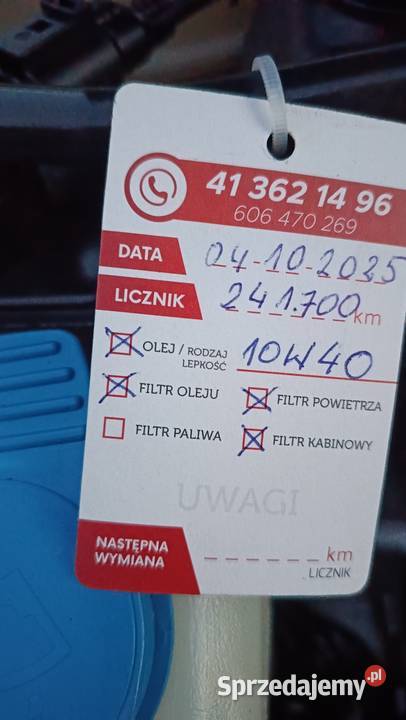 41 362 14 96
606 470 269
DATA 04-10-2025
LICZNIK 241.700 km
OLEJ / RODZAJ LEPKOŚĆ 10W40
FILTR OLEJU
FILTR POWIETRZA
FILTR PALIWA
FILTR KABINOWY
UWAGI
NASTĘPNA
WYMIANA
km
LICZNIK
Sprzedajemy.pl